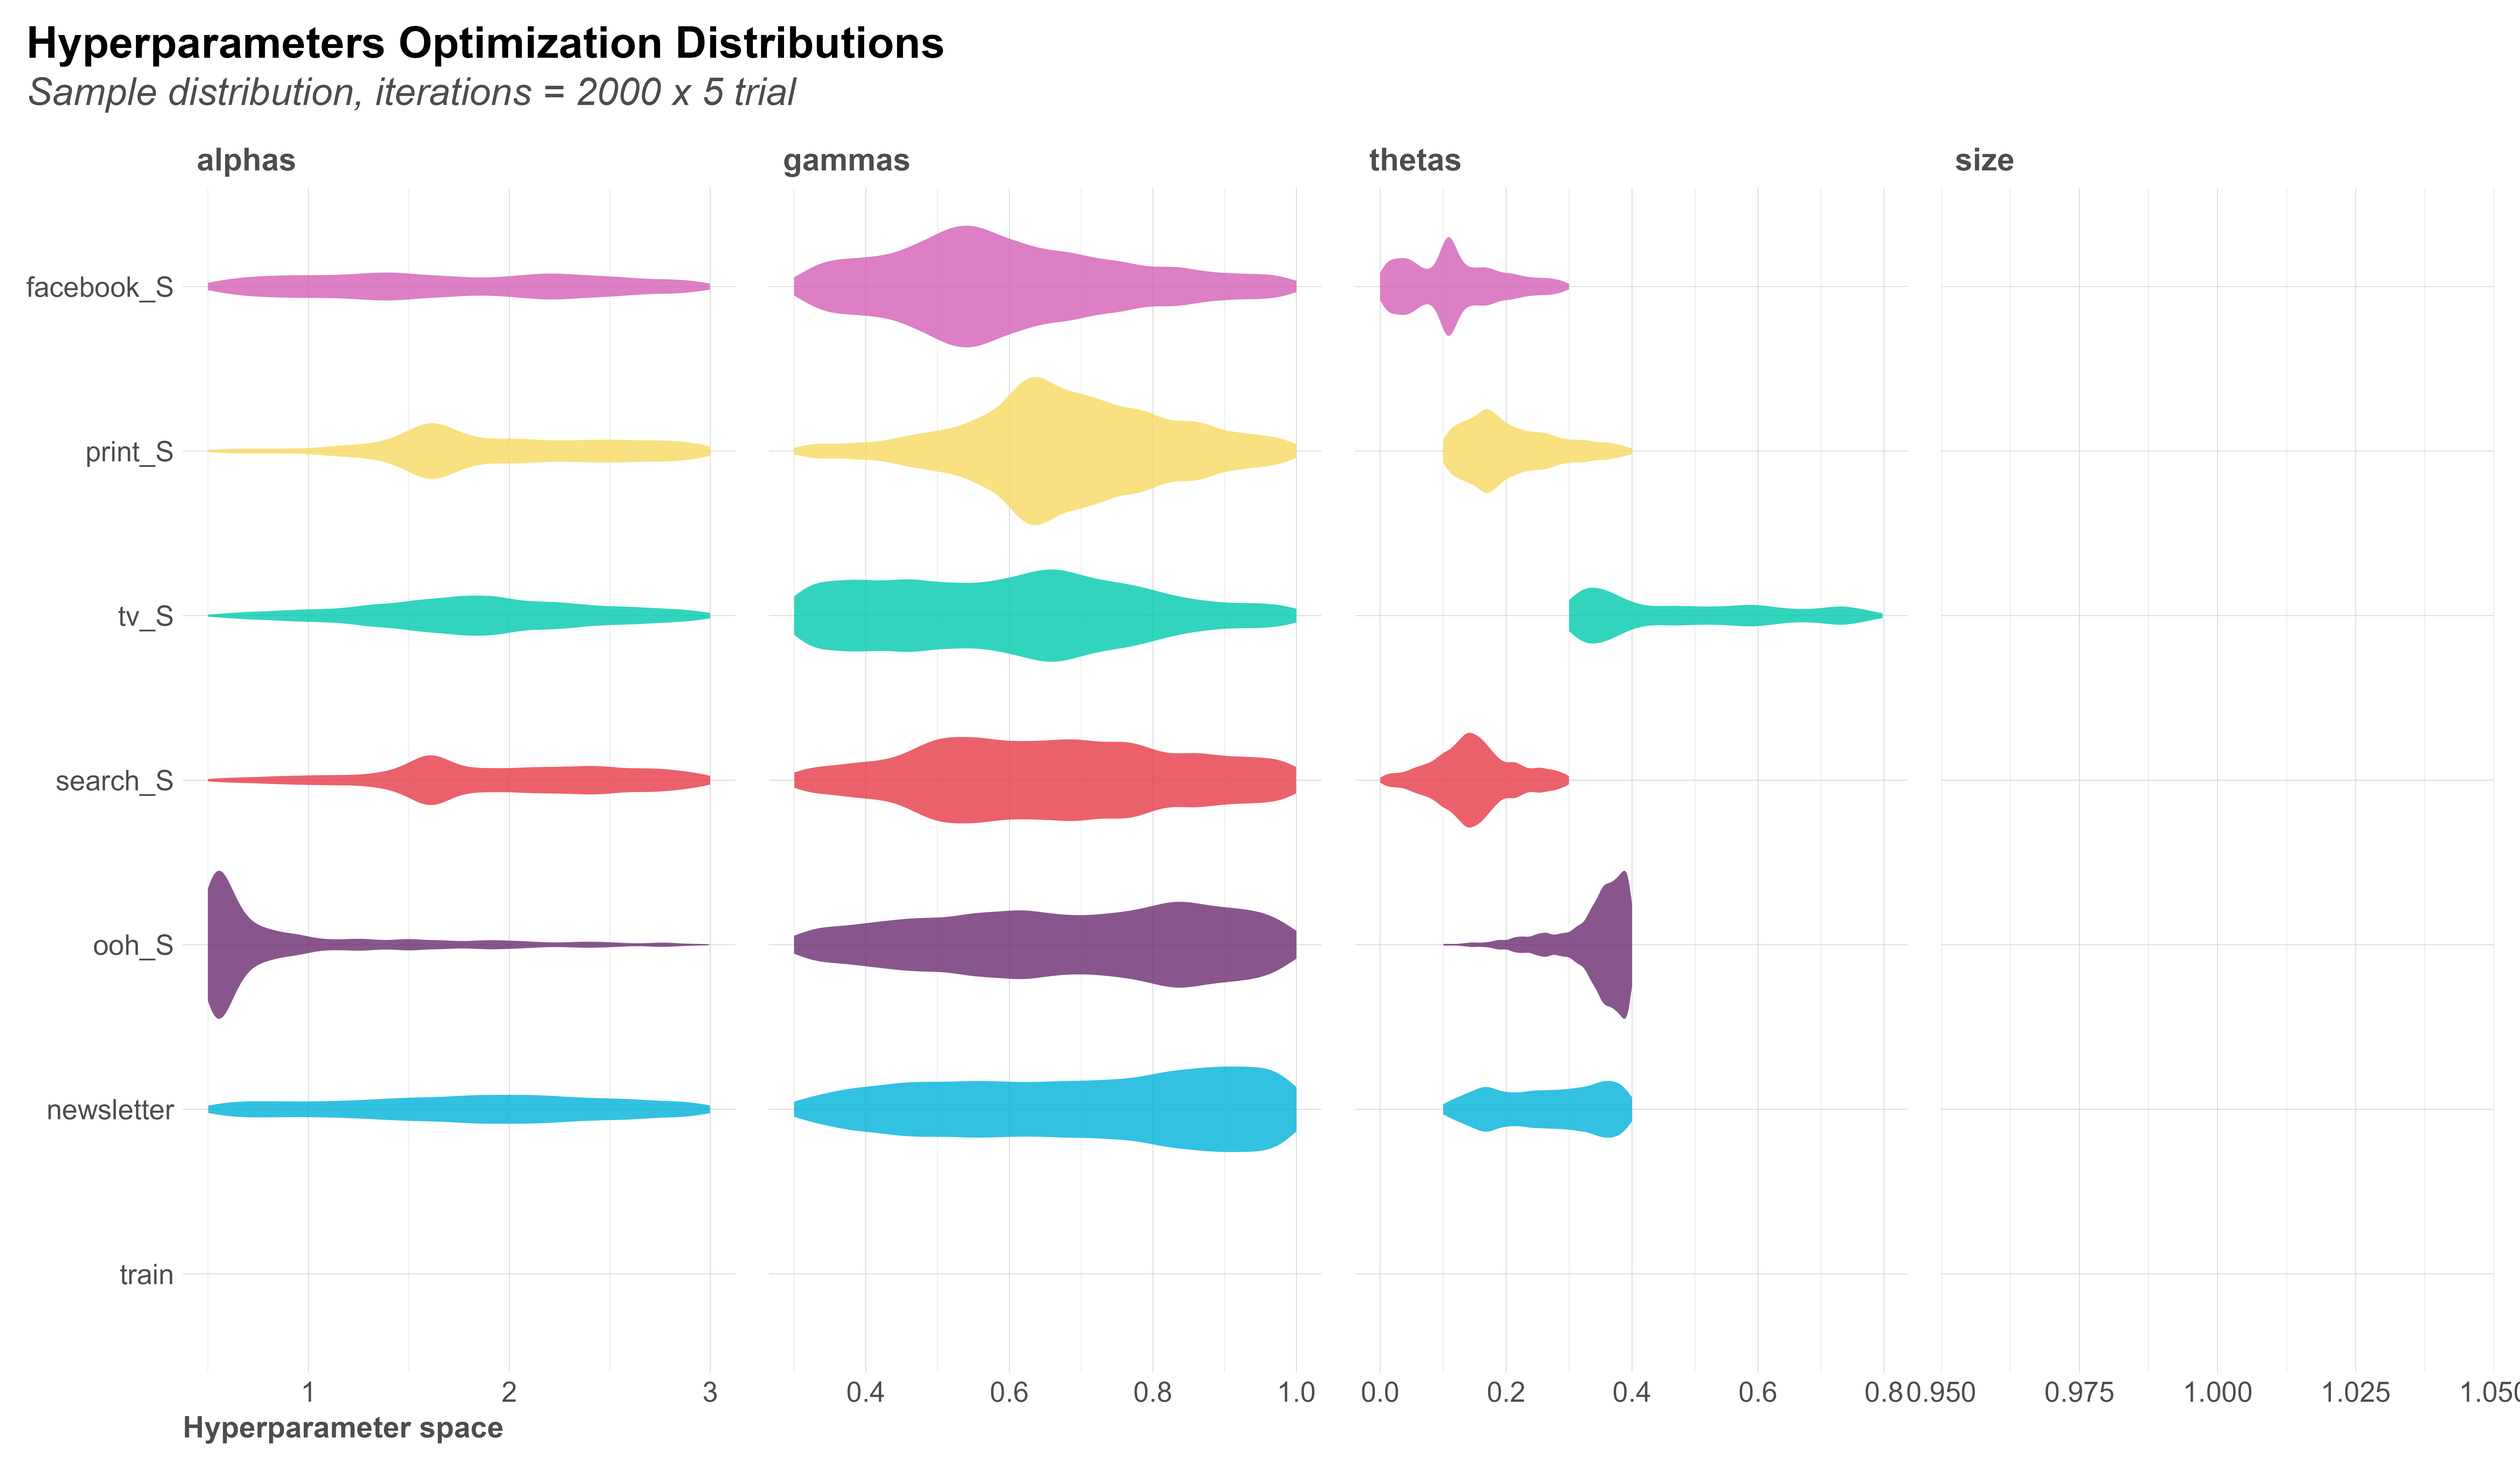 Hyperparameters Optimization Distributions
Sample distribution, iterations = 2000 x 5 trial
alphas gammas thetas size
facebook_S
print_S
tv_S
search_S
ooh_S
newsletter
train
1 2 3 0.4 0.6 0.8 1.0 0.0 0.2 0.4 0.6 0.8 0.950 0.975 1.000 1.025 1.050
Hyperparameter space